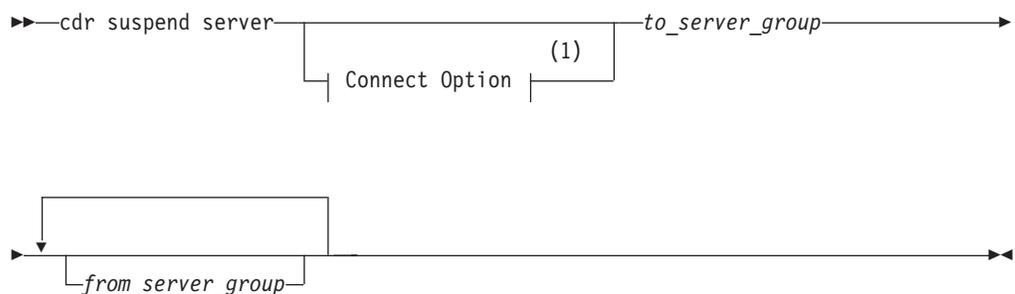 cdr suspend server
to_server_group
(1)
Connect Option
from server group